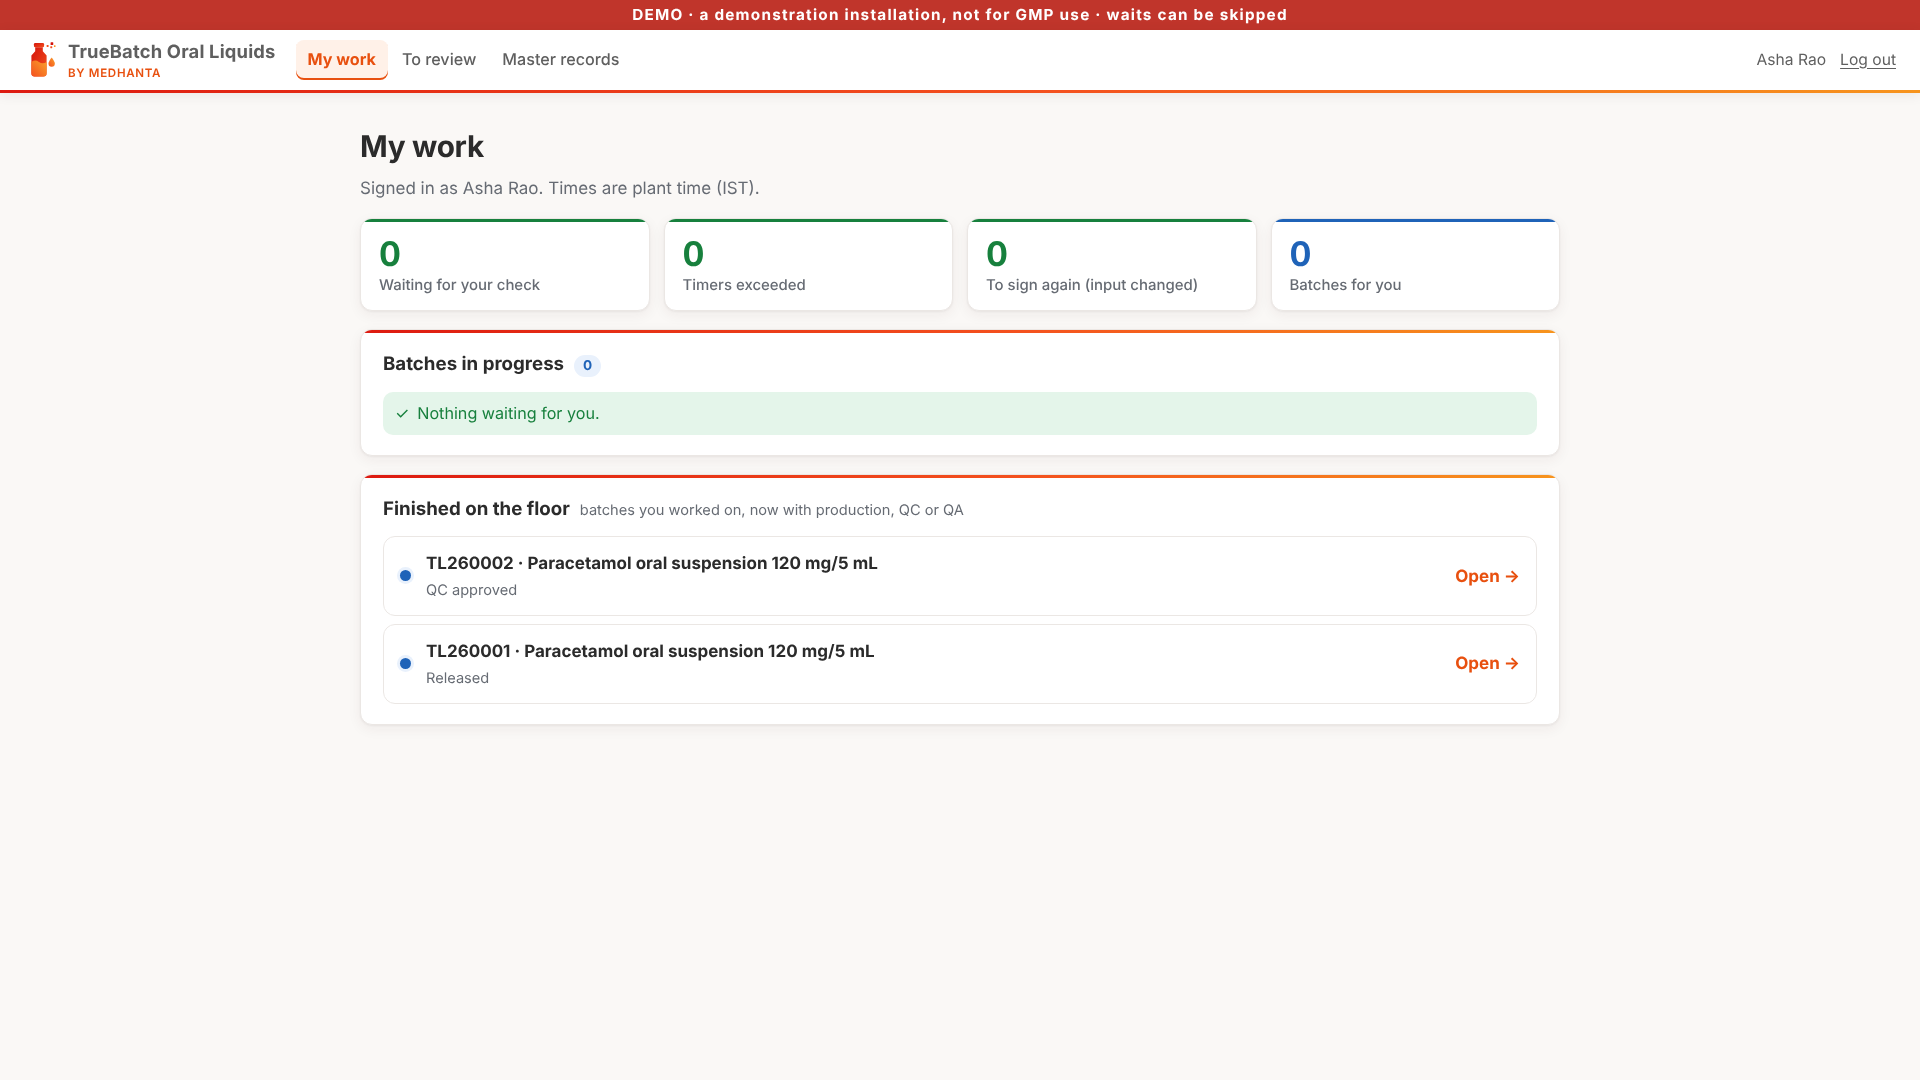 DEMO · a demonstration installation, not for GMP use · waits can be skipped
TrueBatch Oral Liquids
BY MEDHANTA
My work
To review
Master records
Asha Rao
Log out
My work
Signed in as Asha Rao. Times are plant time (IST).
0
Waiting for your check
0
Timers exceeded
0
To sign again (input changed)
0
Batches for you
Batches in progress 0
✓ Nothing waiting for you.
Finished on the floor batches you worked on, now with production, QC or QA
TL260002 · Paracetamol oral suspension 120 mg/5 mL
QC approved
Open →
TL260001 · Paracetamol oral suspension 120 mg/5 mL
Released
Open →